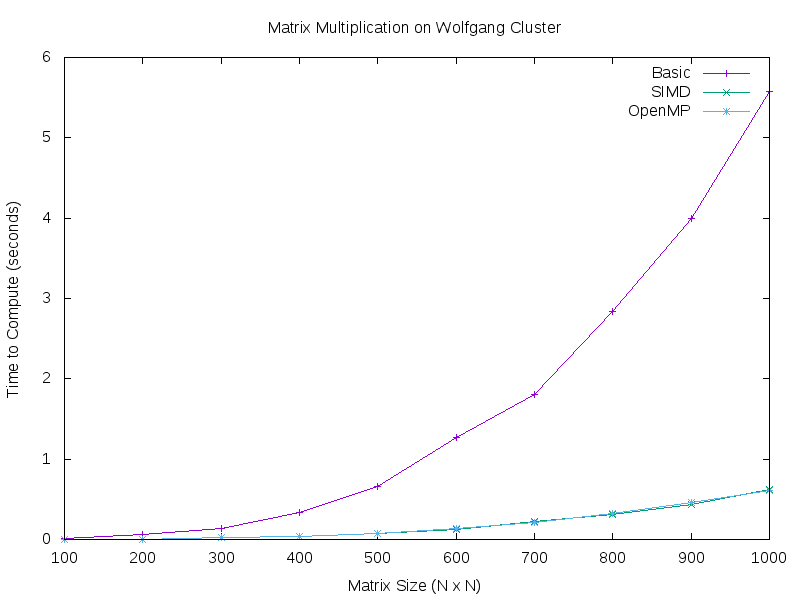 Matrix Multiplication on Wolfgang Cluster
6
Basic
SIMD
OpenMP
5
4
3
2
1
0
Time to Compute (seconds)
100 200 300 400 500 600 700 800 900 1000
Matrix Size (N x N)